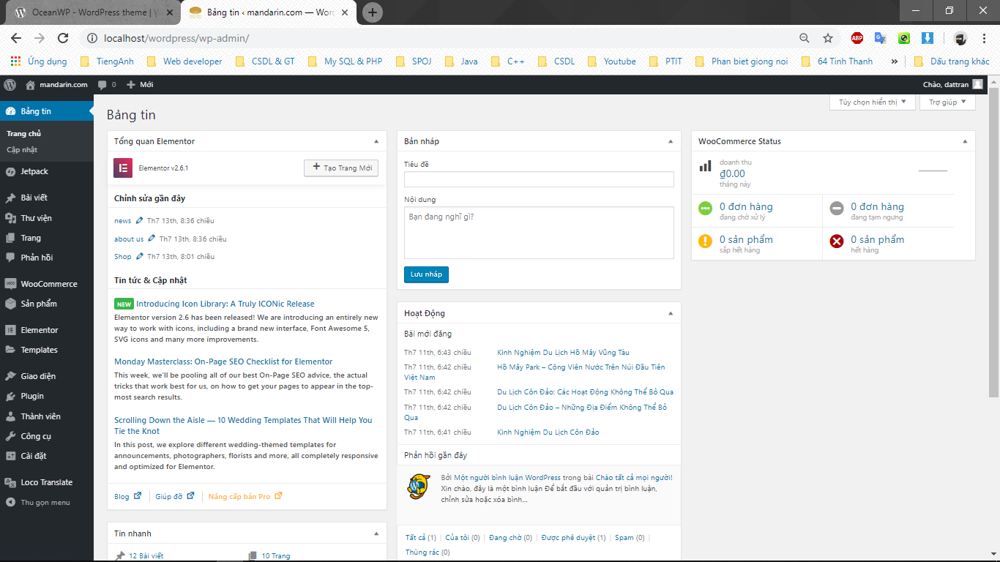 OceanWP - WordPress theme | W
Bảng tin ‹ mandarin.com — Word
localhost/wordpress/wp-admin/
ABP
Ứng dụng
TiengAnh
Web developer
CSDL & GT
My SQL & PHP
SPOJ
Java
C++
CSDL
Youtube
PTIT
Phan biet giong noi
64 Tinh Thanh
»
Dấu trang khác
mandarin.com
0
Mới
Chào, dattran
Bảng tin
Trang chủ
Cập nhật
Jetpack
Bài viết
Thư viện
Trang
Phản hồi
WooCommerce
Sản phẩm
Elementor
Templates
Giao diện
Plugin
Thành viên
Công cụ
Cài đặt
Loco Translate
Thu gọn menu
Tùy chọn hiển thị
Trợ giúp
Bảng tin
Tổng quan Elementor
Elementor v2.6.1
Tạo Trang Mới
Chỉnh sửa gần đây
news Th7 13th, 8:36 chiều
about us Th7 13th, 8:36 chiều
Shop Th7 13th, 8:01 chiều
Tin tức & Cập nhật
NEW Introducing Icon Library: A Truly ICONic Release
Elementor version 2.6 has been released! We are introducing an entirely new
way to work with icons, including a brand new interface, Font Awesome 5,
SVG icons and many more improvements.
Monday Masterclass: On-Page SEO Checklist for Elementor
This week, we'll be pooling all of our best On-Page SEO advice, the actual
tricks that work best for us, on how to get your pages to appear in the top-
most search results.
Scrolling Down the Aisle — 10 Wedding Templates That Will Help You
Tie the Knot
In this post, we explore different wedding-themed templates for
announcements, photographers, florists and more, all completely responsive
and optimized for Elementor.
Blog
Giúp đỡ
Nâng cấp bản Pro
Tin nhanh
12 Bài viết
10 Trang
Bản nháp
Tiêu đề
Nội dung
Bạn đang nghĩ gì?
Lưu nháp
Hoạt Động
Bài mới đăng
Th7 11th, 6:43 chiều Kinh Nghiệm Du Lịch Hồ Mây Vũng Tàu
Th7 11th, 6:42 chiều Hồ Mây Park – Công Viên Nước Trên Núi Đầu Tiên
Việt Nam
Th7 11th, 6:42 chiều Du Lịch Côn Đảo: Các Hoạt Động Không Thể Bỏ Qua
Th7 11th, 6:42 chiều Du Lịch Côn Đảo – Những Địa Điểm Không Thể Bỏ
Qua
Th7 11th, 6:41 chiều Kinh Nghiệm Du Lịch Côn Đảo
Phản hồi gần đây
Bởi Một người bình luận WordPress trong bài Chào tất cả mọi người!
Xin chào, đây là một bình luận Để bắt đầu với quản trị bình luận,
chỉnh sửa hoặc xóa bình...
Tất cả (1) | Của tôi (0) | Đang chờ (0) | Được phê duyệt (1) | Spam (0) |
Thùng rác (0)
WooCommerce Status
doanh thu
₫0.00
tháng này
0 đơn hàng
đang chờ xử lý
0 đơn hàng
đang tạm ngưng
0 sản phẩm
sắp hết hàng
0 sản phẩm
hết hàng